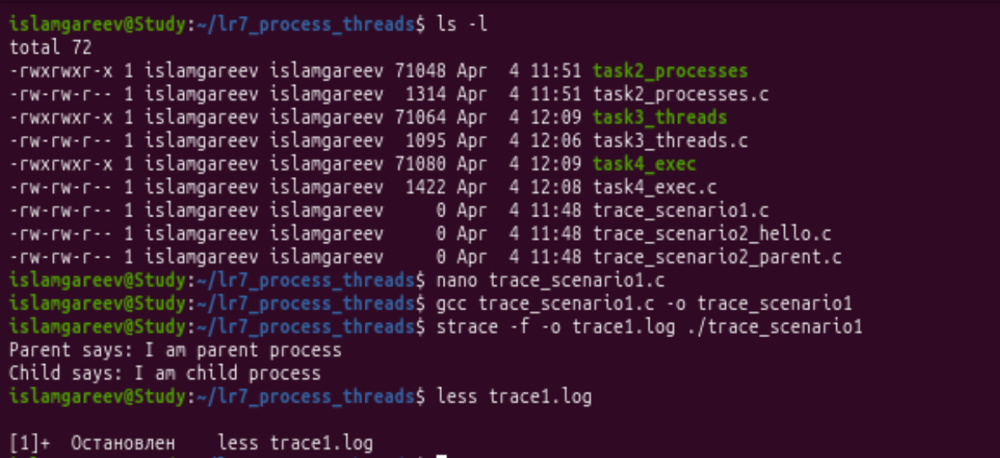 islamgareev@Study:~/lr7_process_threads$ ls -l
total 72
-rwxrwxr-x 1 islamgareev islamgareev 71048 Apr  4 11:51 task2_processes
-rw-rw-r-- 1 islamgareev islamgareev  1314 Apr  4 11:51 task2_processes.c
-rwxrwxr-x 1 islamgareev islamgareev 71064 Apr  4 12:09 task3_threads
-rw-rw-r-- 1 islamgareev islamgareev  1095 Apr  4 12:06 task3_threads.c
-rwxrwxr-x 1 islamgareev islamgareev 71080 Apr  4 12:09 task4_exec
-rw-rw-r-- 1 islamgareev islamgareev  1422 Apr  4 12:08 task4_exec.c
-rw-rw-r-- 1 islamgareev islamgareev     0 Apr  4 11:48 trace_scenario1.c
-rw-rw-r-- 1 islamgareev islamgareev     0 Apr  4 11:48 trace_scenario2_hello.c
-rw-rw-r-- 1 islamgareev islamgareev     0 Apr  4 11:48 trace_scenario2_parent.c
islamgareev@Study:~/lr7_process_threads$ nano trace_scenario1.c
islamgareev@Study:~/lr7_process_threads$ gcc trace_scenario1.c -o trace_scenario1
islamgareev@Study:~/lr7_process_threads$ strace -f -o trace1.log ./trace_scenario1
Parent says: I am parent process
Child says: I am child process
islamgareev@Study:~/lr7_process_threads$ less trace1.log
[1]+  Остановлен    less trace1.log